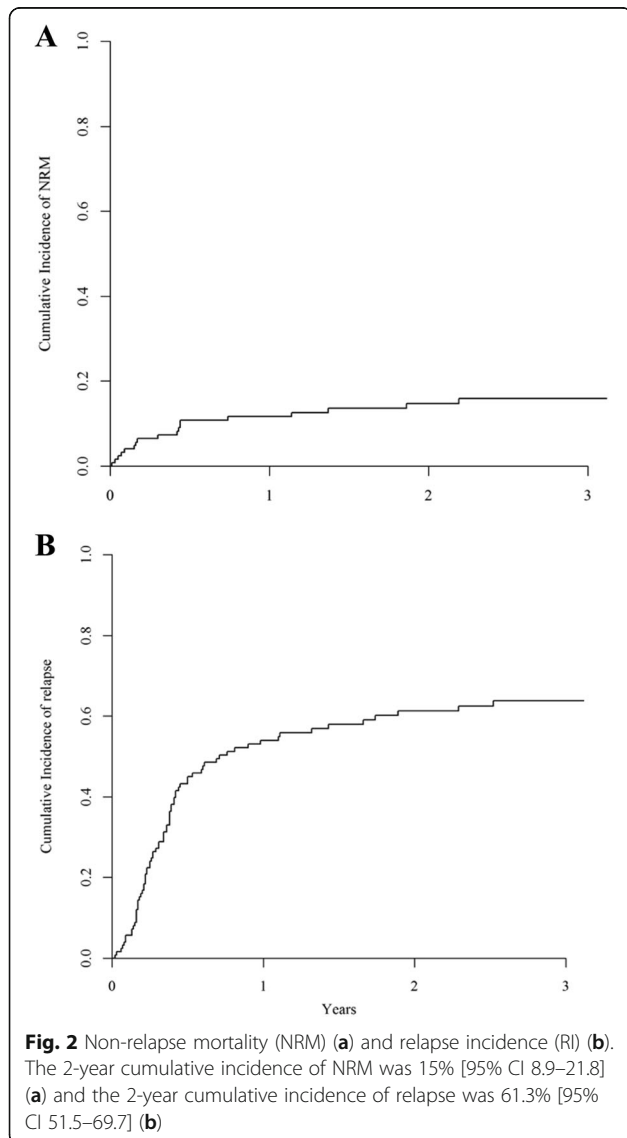 A
1.0
0.8
0.6
0.4
0.2
0.0
Cumulative Incidence of NRM
0 1 2 3
B
1.0
0.8
0.6
0.4
0.2
0.0
Cumulative Incidence of relapse
0 1 2 3
Years
Fig. 2 Non-relapse mortality (NRM) (a) and relapse incidence (RI) (b).
The 2-year cumulative incidence of NRM was 15% [95% CI 8.9–21.8]
(a) and the 2-year cumulative incidence of relapse was 61.3% [95%
CI 51.5–69.7] (b)